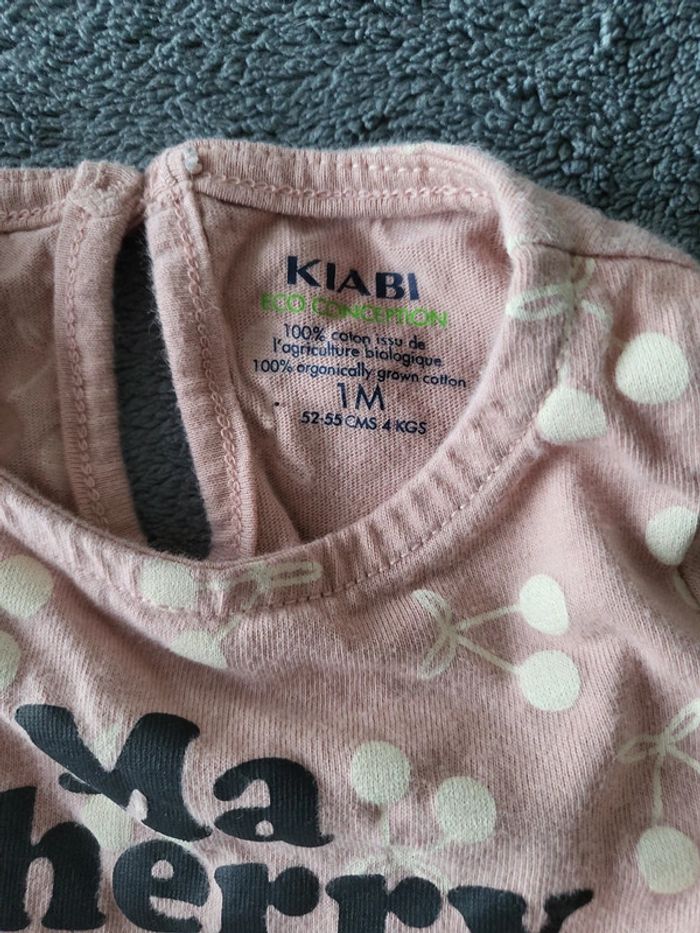 KIABI
ECO CONCEPTION
100% coton issu de
l'agriculture biologique
100% organically grown cotton
1M
52-55 CMS 4 KGS
Ma
herry